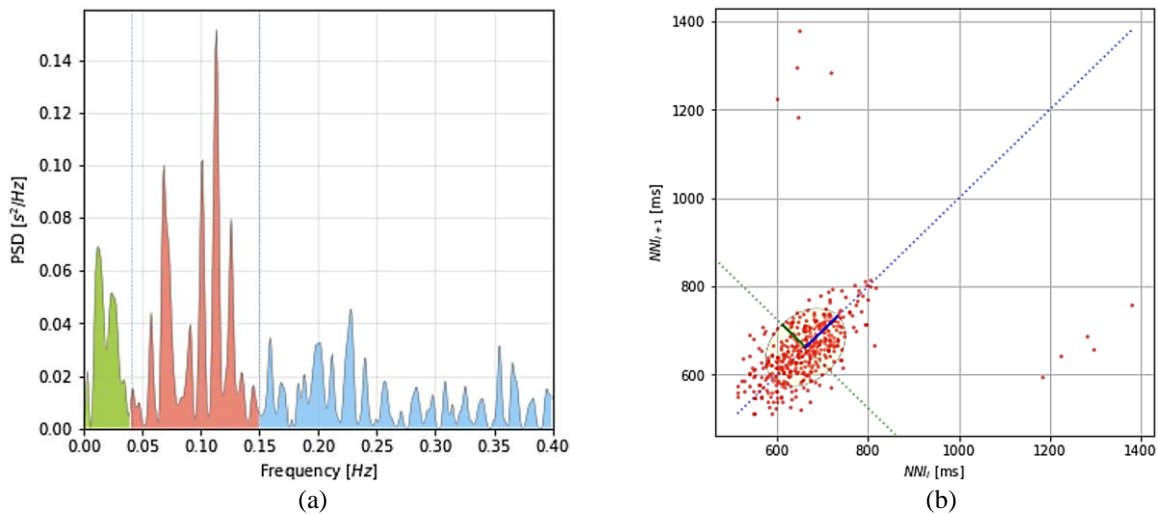 PSD [s²/Hz]
0.14
0.12
0.10
0.08
0.06
0.04
0.02
0.00
0.00 0.05 0.10 0.15 0.20 0.25 0.30 0.35 0.40
Frequency [Hz]
(a)
NNIᵢ₊₁ [ms]
1400
1200
1000
800
600
600 800 1000 1200 1400
NNIᵢ [ms]
(b)